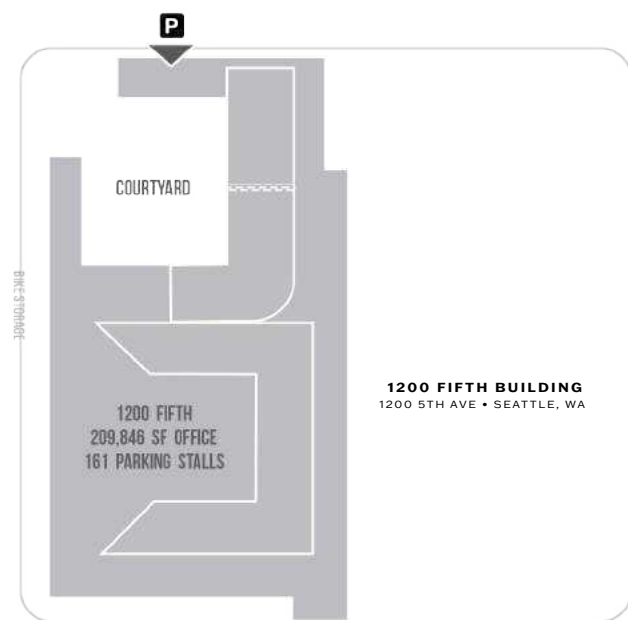 P
COURTYARD
BIKE STORAGE
1200 FIFTH BUILDING
1200 5TH AVE • SEATTLE, WA
1200 FIFTH
209,846 SF OFFICE
161 PARKING STALLS